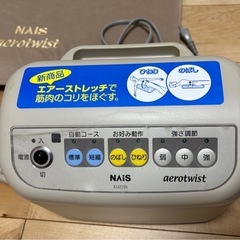 NAiS
aerotwist
新商品
エアーストレッチで
筋肉のコリをほぐす。
ひねり
のばし
入
電源
切
自動コース
お好み動作
強さ調節
標準
短縮
のばし
ひねり
弱
中
強
NAiS
aerotwist